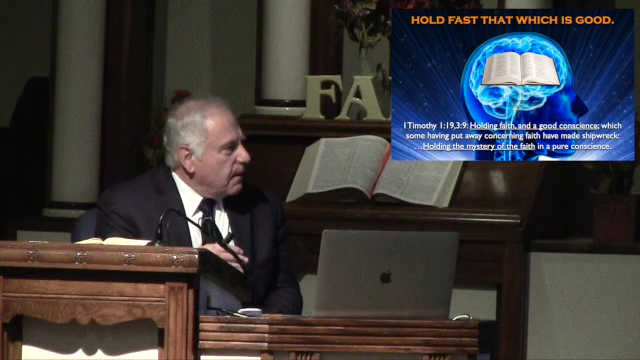 HOLD FAST THAT WHICH IS GOOD.
1Timothy 1:19,3:9: Holding faith, and a good conscience; which
some having put away concerning faith have made shipwreck:
…Holding the mystery of the faith in a pure conscience.
FA